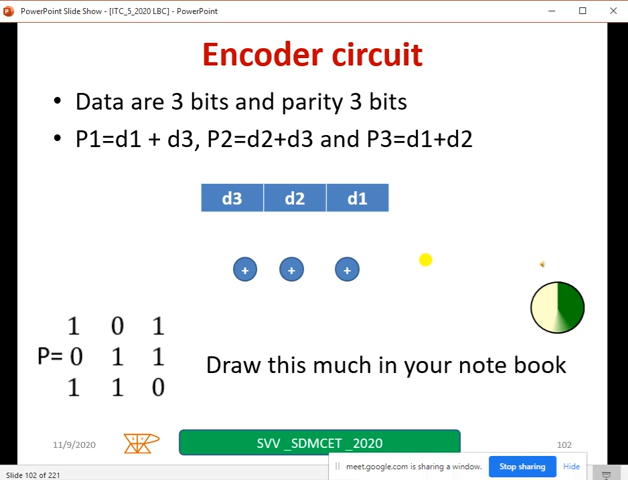 PowerPoint Slide Show - [ITC_5_2020 LBC] - PowerPoint
Encoder circuit
• Data are 3 bits and parity 3 bits
• P1=d1 + d3, P2=d2+d3 and P3=d1+d2
d3 d2 d1
+ + +
1 0 1
P= 0 1 1
1 1 0
Draw this much in your note book
11/9/2020
SVV _SDMCET _2020
102
meet.google.com is sharing a window.
Stop sharing
Hide
Slide 102 of 221